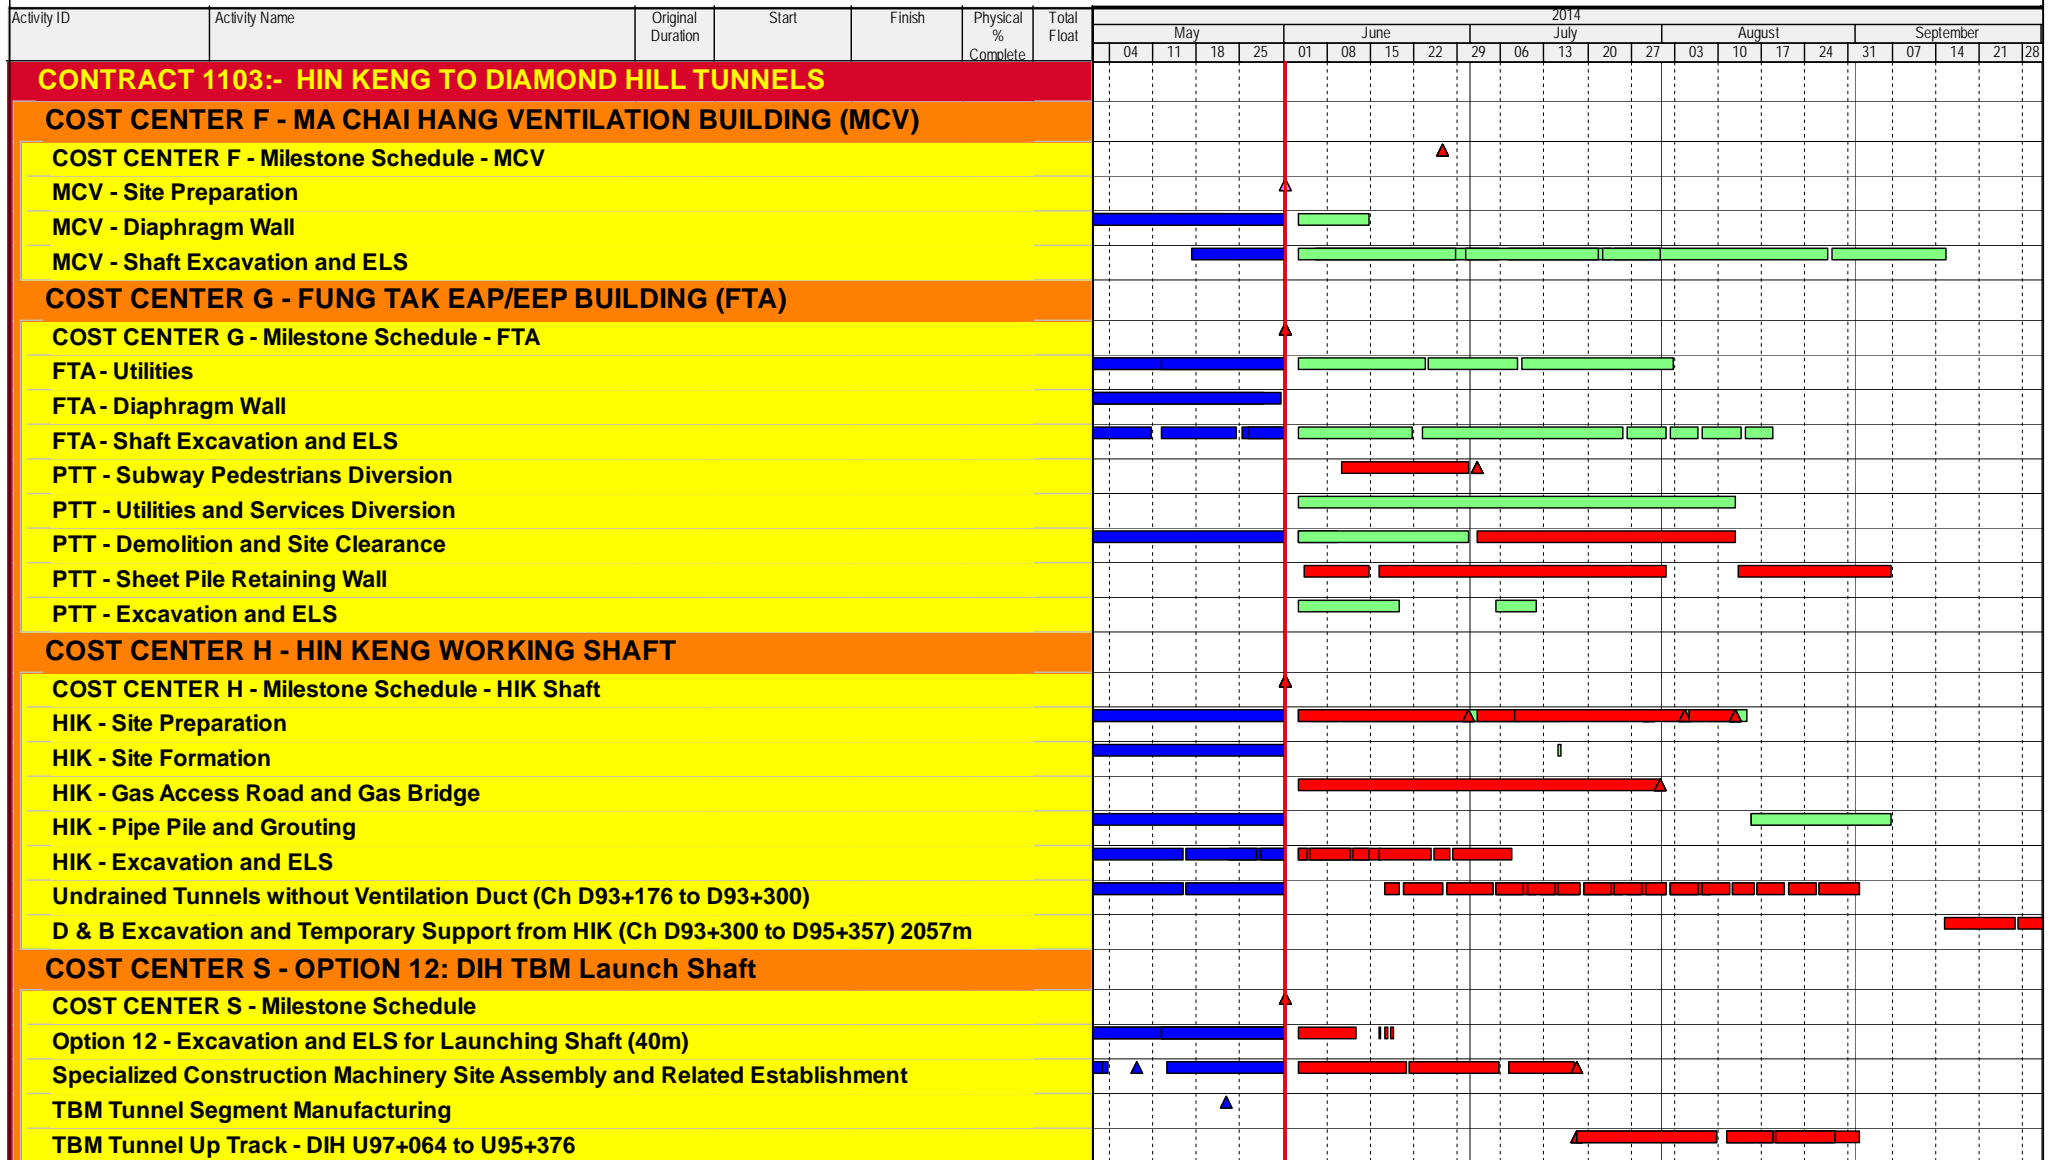 Activity ID Activity Name Original Duration Start Finish Physical % Complete Total Float 2014
May June July August September
04 11 18 25 01 08 15 22 29 06 13 20 27 03 10 17 24 31 07 14 21 28
CONTRACT 1103:- HIN KENG TO DIAMOND HILL TUNNELS
COST CENTER F - MA CHAI HANG VENTILATION BUILDING (MCV)
COST CENTER F - Milestone Schedule - MCV
MCV - Site Preparation
MCV - Diaphragm Wall
MCV - Shaft Excavation and ELS
COST CENTER G - FUNG TAK EAP/EEP BUILDING (FTA)
COST CENTER G - Milestone Schedule - FTA
FTA - Utilities
FTA - Diaphragm Wall
FTA - Shaft Excavation and ELS
PTT - Subway Pedestrians Diversion
PTT - Utilities and Services Diversion
PTT - Demolition and Site Clearance
PTT - Sheet Pile Retaining Wall
PTT - Excavation and ELS
COST CENTER H - HIN KENG WORKING SHAFT
COST CENTER H - Milestone Schedule - HIK Shaft
HIK - Site Preparation
HIK - Site Formation
HIK - Gas Access Road and Gas Bridge
HIK - Pipe Pile and Grouting
HIK - Excavation and ELS
Undrained Tunnels without Ventilation Duct (Ch D93+176 to D93+300)
D & B Excavation and Temporary Support from HIK (Ch D93+300 to D95+357) 2057m
COST CENTER S - OPTION 12: DIH TBM Launch Shaft
COST CENTER S - Milestone Schedule
Option 12 - Excavation and ELS for Launching Shaft (40m)
Specialized Construction Machinery Site Assembly and Related Establishment
TBM Tunnel Segment Manufacturing
TBM Tunnel Up Track - DIH U97+064 to U95+376